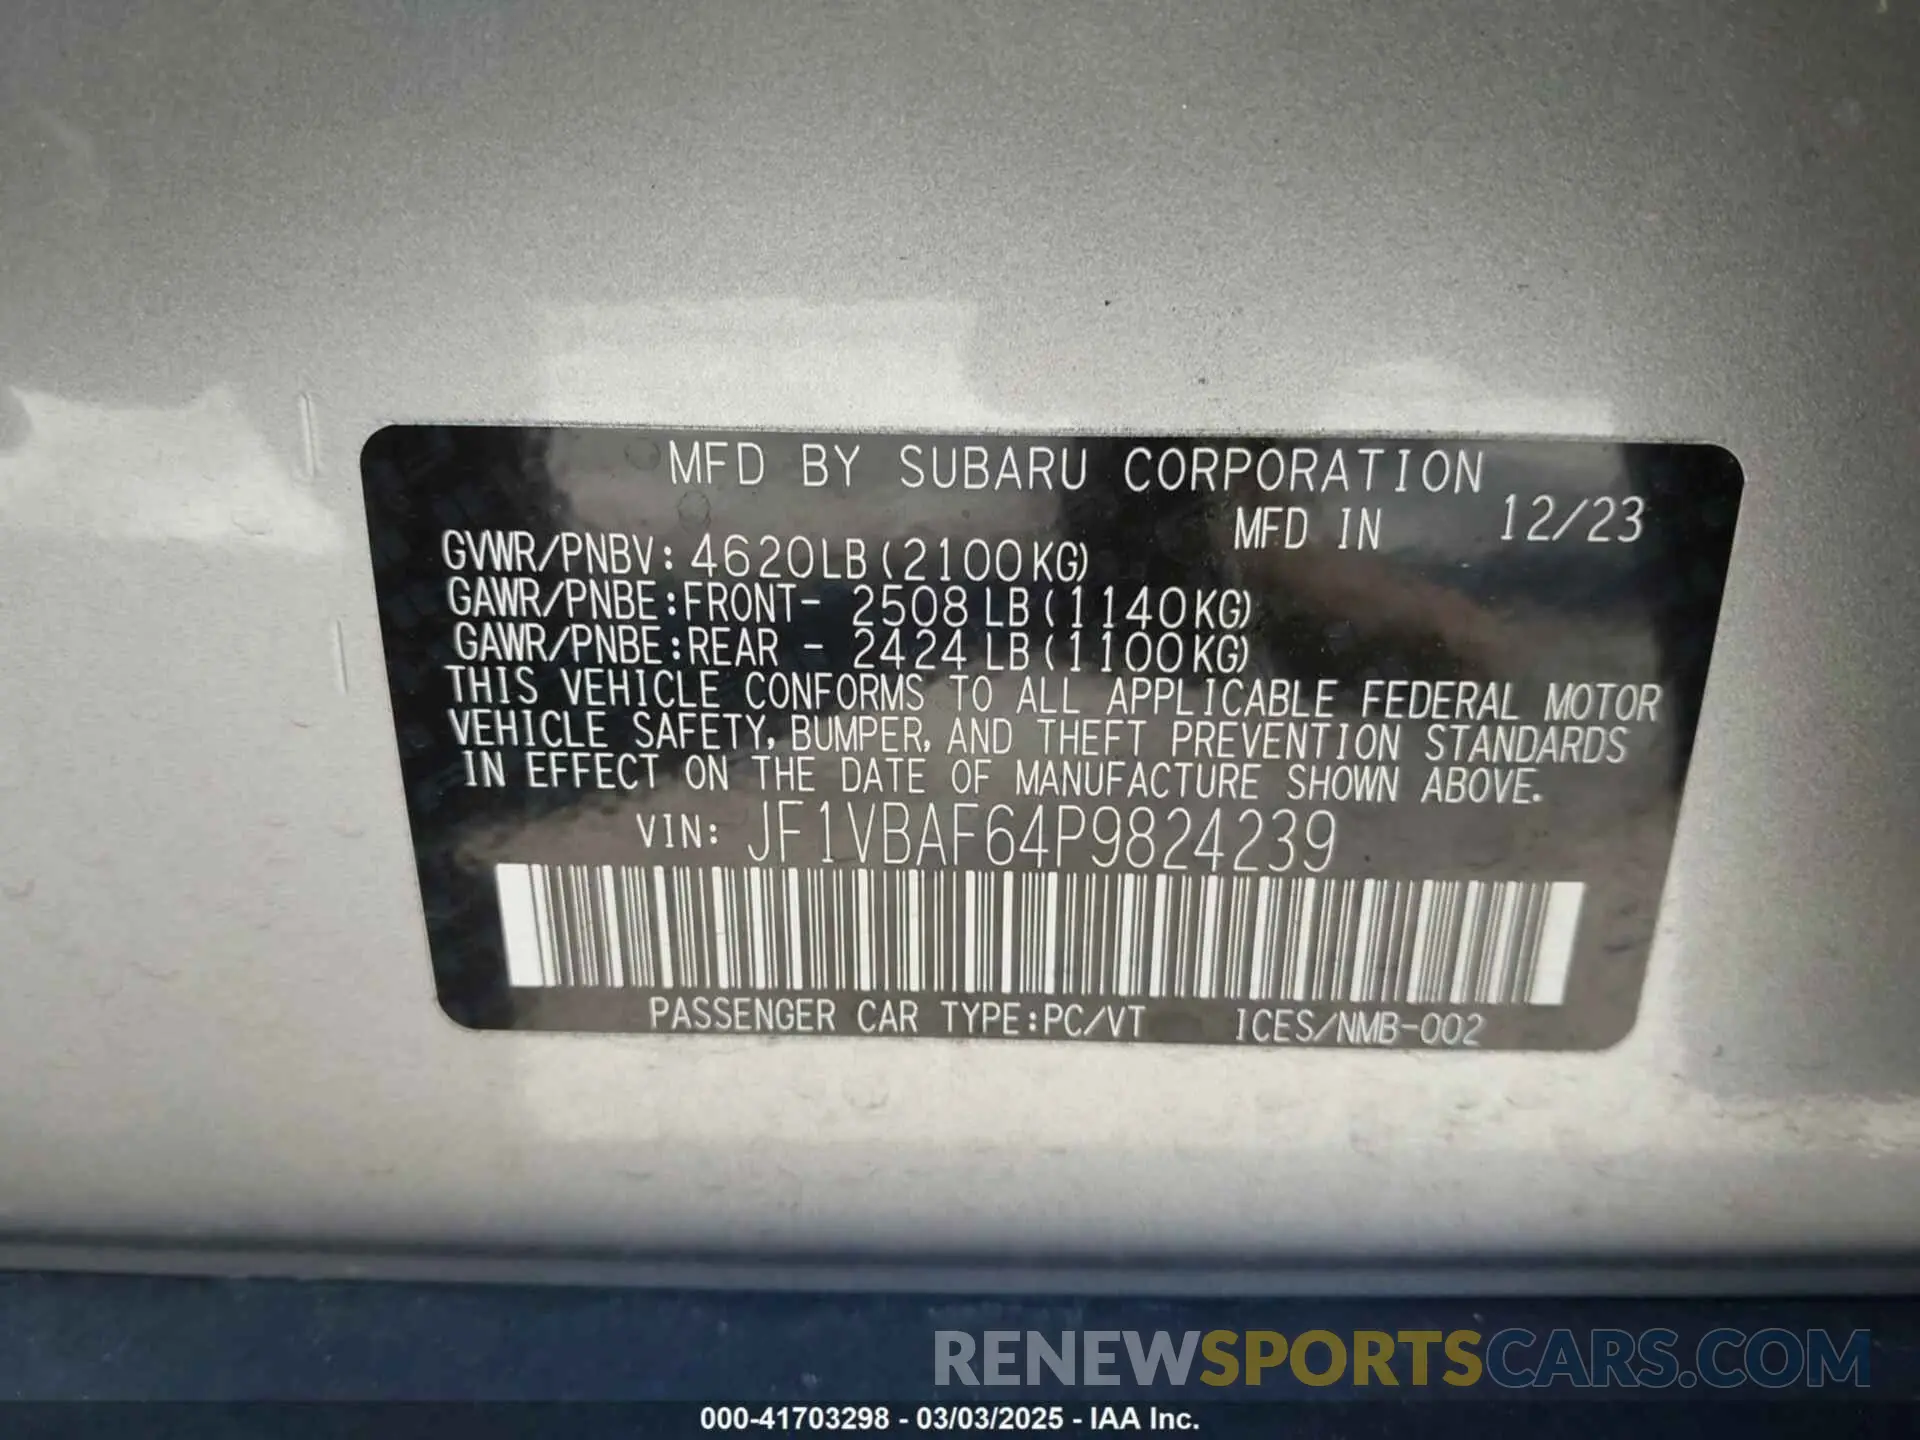 MFD BY SUBARU CORPORATION
MFD IN 12/23
GVWR/PNBV: 4620LB (2100KG)
GAWR/PNBE:FRONT- 2508 LB (1140KG)
GAWR/PNBE:REAR - 2424 LB (1100KG)
THIS VEHICLE CONFORMS TO ALL APPLICABLE FEDERAL MOTOR
VEHICLE SAFETY, BUMPER, AND THEFT PREVENTION STANDARDS
IN EFFECT ON THE DATE OF MANUFACTURE SHOWN ABOVE.
VIN: JF1VBAF64P9824239
PASSENGER CAR TYPE:PC/VT ICES/NMB-002
RENEWSPORTSCARS.COM
000-41703298 - 03/03/2025 - IAA Inc.